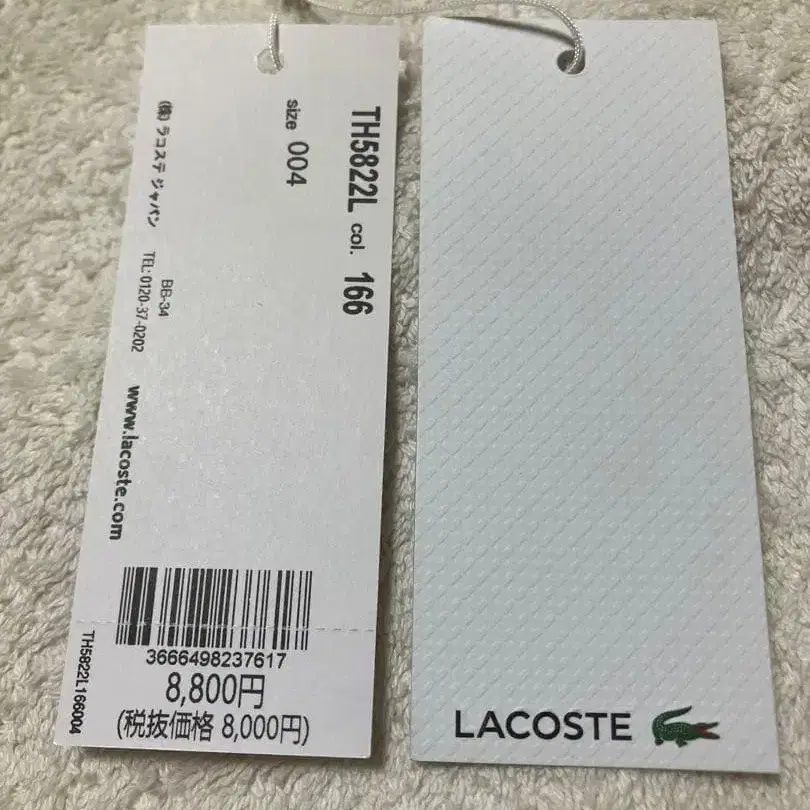 TH5822L col. 166
size 004
(株) ラコステ ジャパン
BB-34
TEL: 0120-37-0202
www.lacoste.com
3666498237617
8,800円
(税抜価格 8,000円)
TH5822L166004
LACOSTE